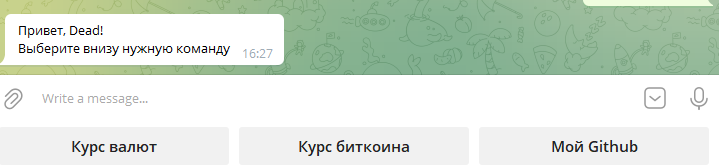 Привет, Dead!
Выберите внизу нужную команду 16:27
Write a message...
Курс валют Курс биткоина Мой Github